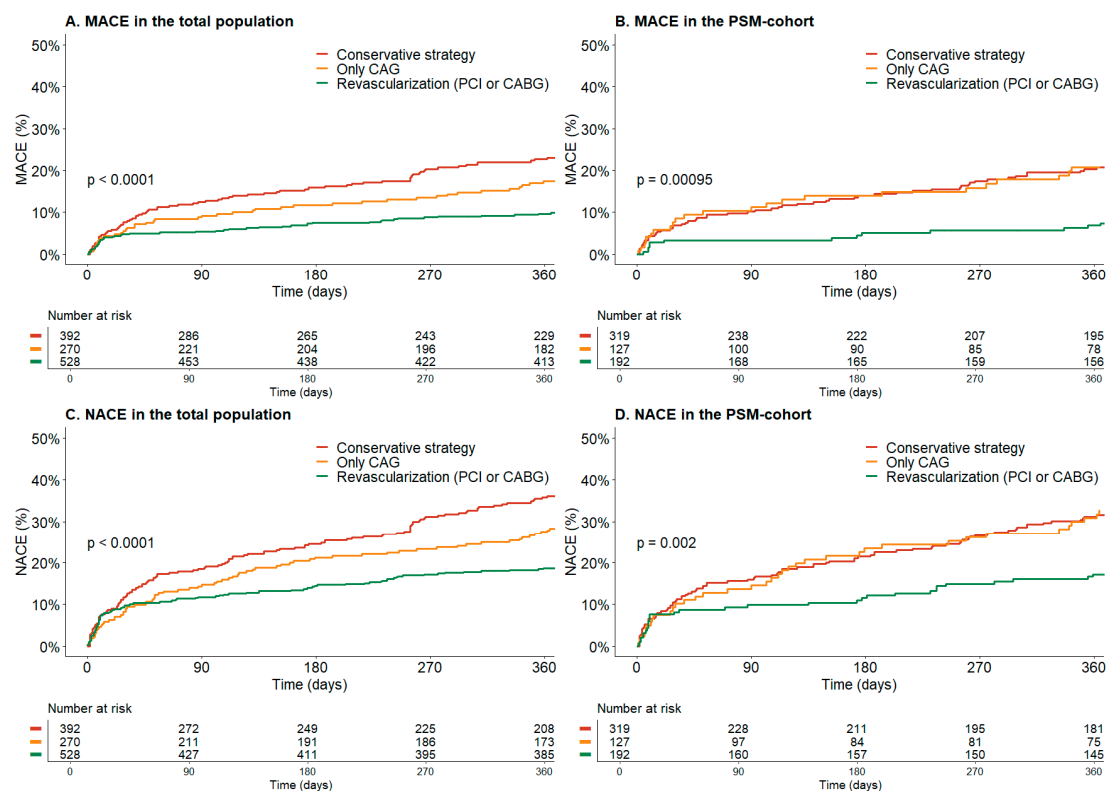 A. MACE in the total population
50%
40%
30%
20%
10%
0%
MACE (%)
Conservative strategy
Only CAG
Revascularization (PCI or CABG)
p < 0.0001
0 90 180 270 360
Time (days)
Number at risk
392 286 265 243 229
270 221 204 196 182
528 453 438 422 413
0 90 180 270 360
Time (days)
B. MACE in the PSM-cohort
50%
40%
30%
20%
10%
0%
MACE (%)
Conservative strategy
Only CAG
Revascularization (PCI or CABG)
p = 0.00095
0 90 180 270 360
Time (days)
Number at risk
319 238 222 207 195
127 100 90 85 78
192 168 165 159 156
0 90 180 270 360
Time (days)
C. NACE in the total population
50%
40%
30%
20%
10%
0%
NACE (%)
Conservative strategy
Only CAG
Revascularization (PCI or CABG)
p < 0.0001
0 90 180 270 360
Time (days)
Number at risk
392 272 249 225 208
270 211 191 186 173
528 427 411 395 385
0 90 180 270 360
Time (days)
D. NACE in the PSM-cohort
50%
40%
30%
20%
10%
0%
NACE (%)
Conservative strategy
Only CAG
Revascularization (PCI or CABG)
p = 0.002
0 90 180 270 360
Time (days)
Number at risk
319 228 211 195 181
127 97 84 81 75
192 160 157 150 145
0 90 180 270 360
Time (days)